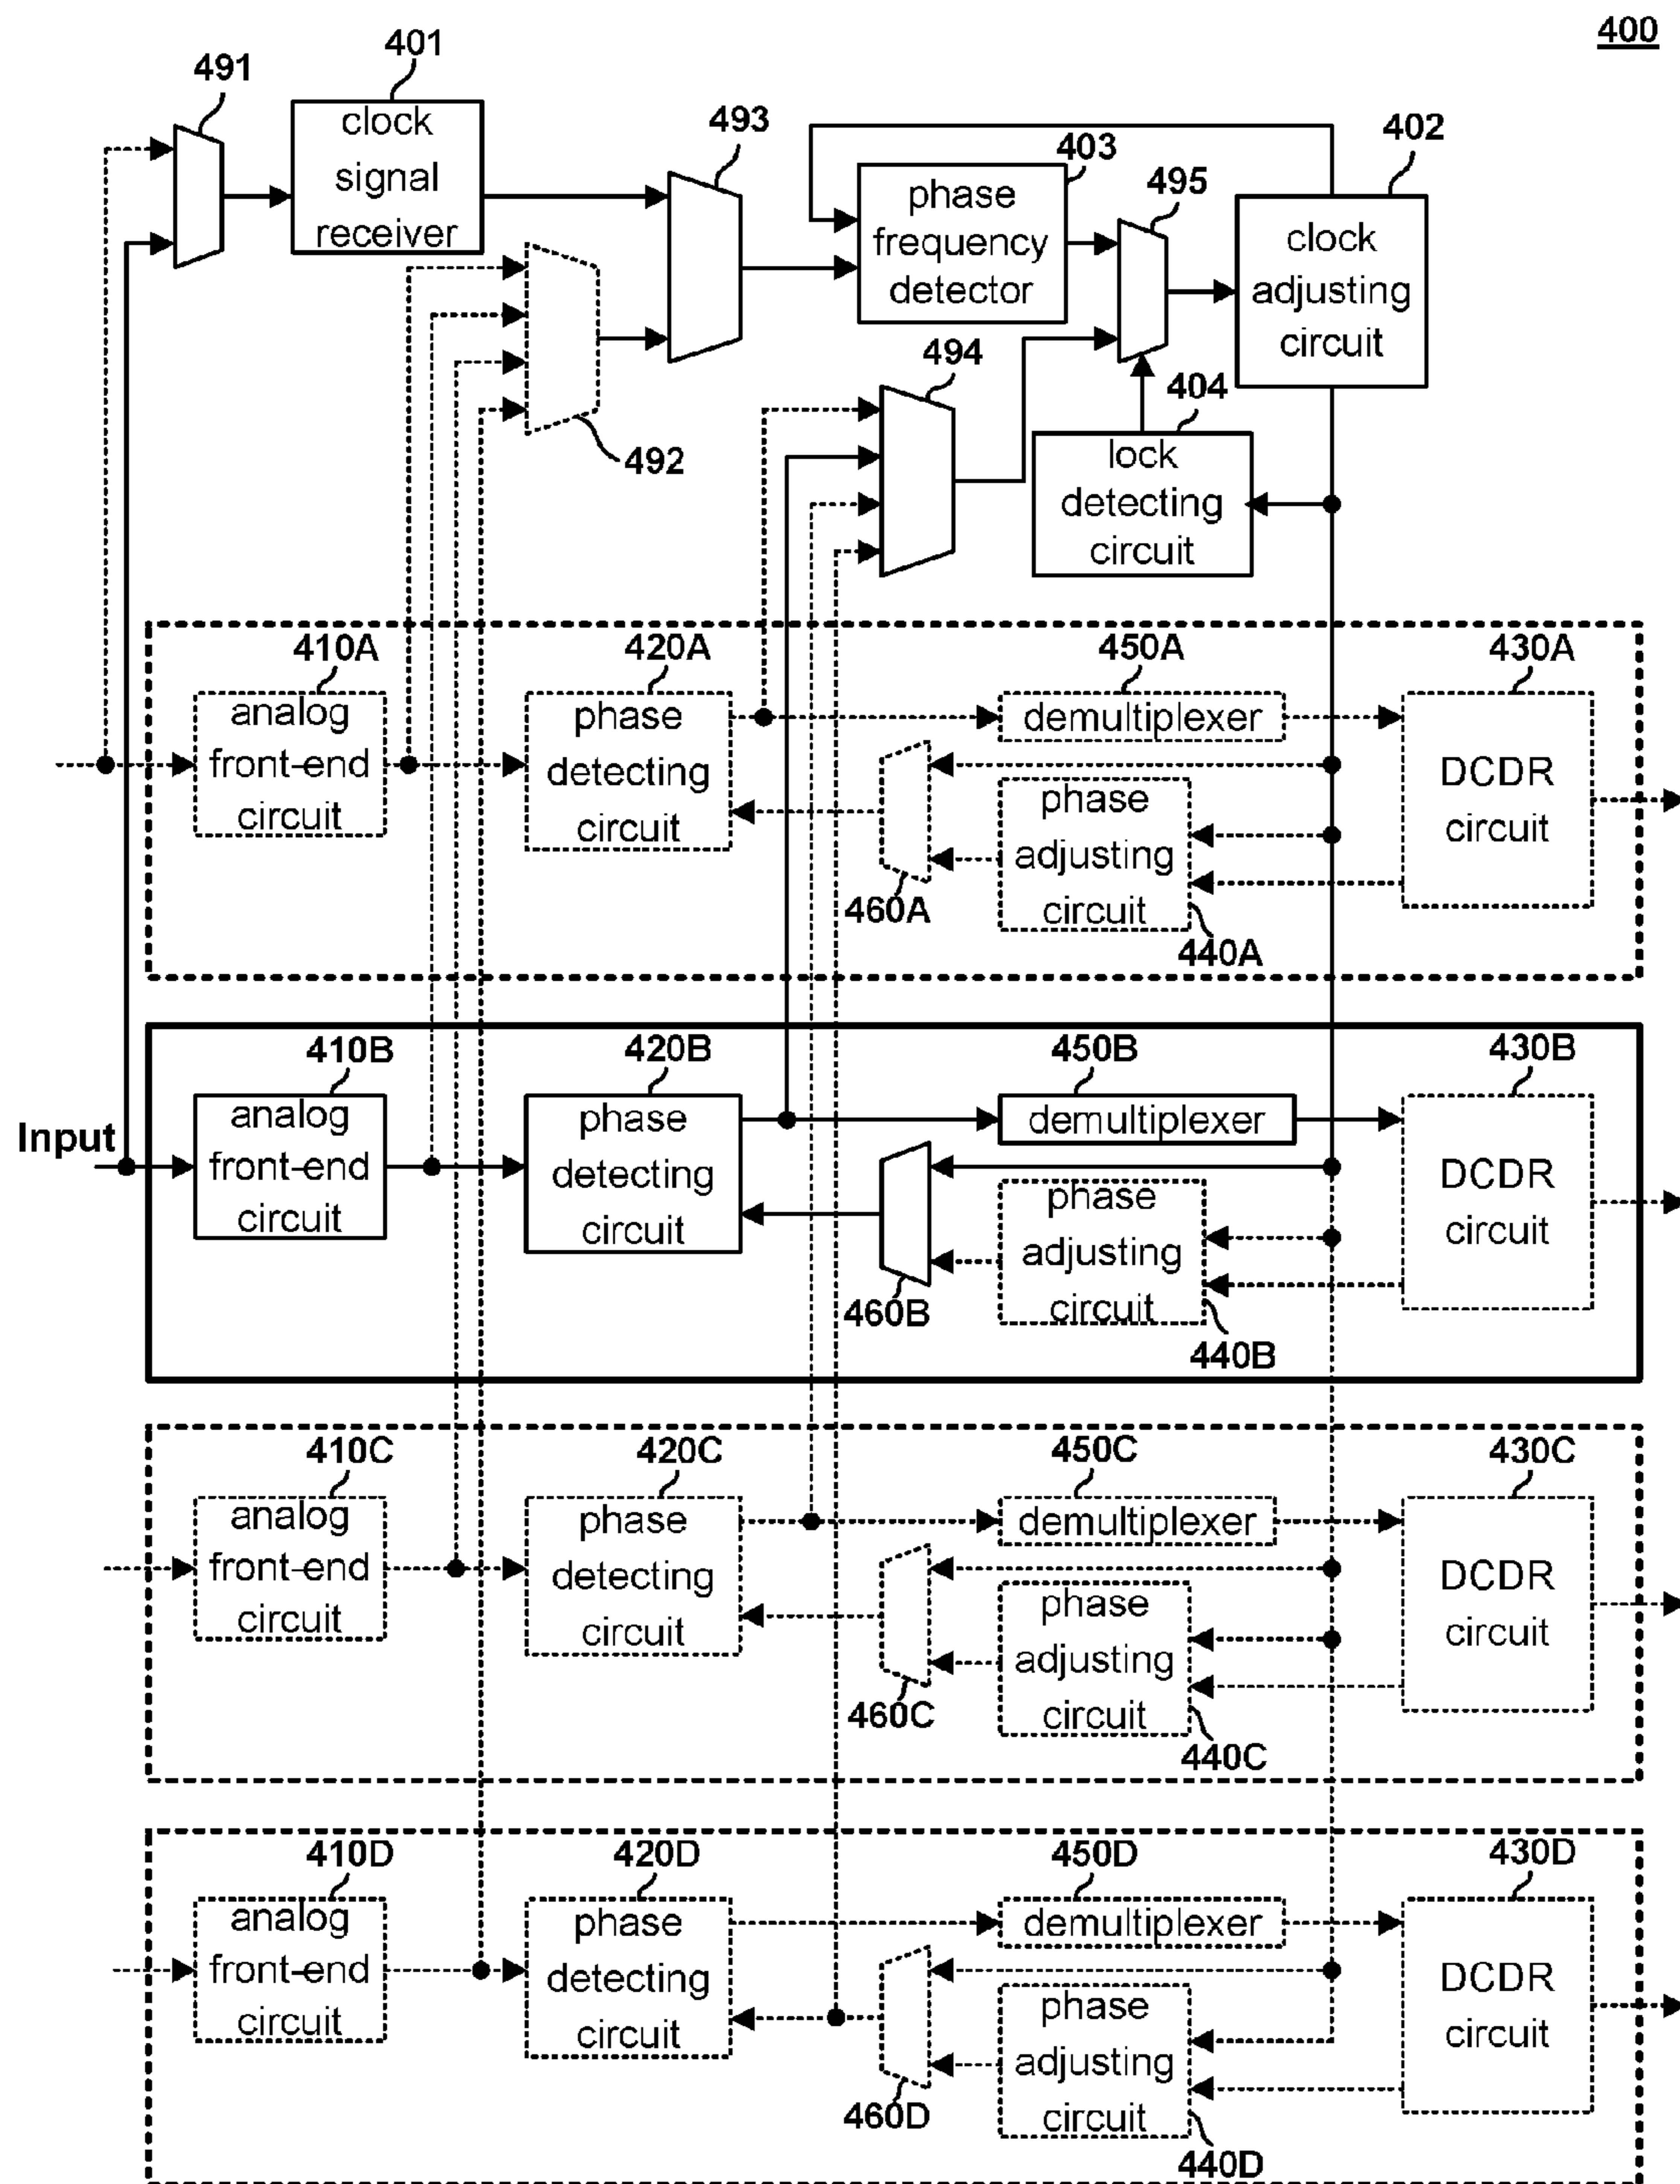 400
401
491
clock
signal
receiver
493
403
402
phase
frequency
detector
495
clock
adjusting
circuit
492
494
404
lock
detecting
circuit
410A
420A
450A
430A
analog
front-end
circuit
phase
detecting
circuit
demultiplexer
DCDR
circuit
phase
adjusting
circuit
460A
440A
410B
420B
450B
430B
Input
analog
front-end
circuit
phase
detecting
circuit
demultiplexer
DCDR
circuit
phase
adjusting
circuit
460B
440B
410C
420C
450C
430C
analog
front-end
circuit
phase
detecting
circuit
demultiplexer
DCDR
circuit
phase
adjusting
circuit
460C
440C
410D
420D
450D
430D
analog
front-end
circuit
phase
detecting
circuit
demultiplexer
DCDR
circuit
phase
adjusting
circuit
460D
440D